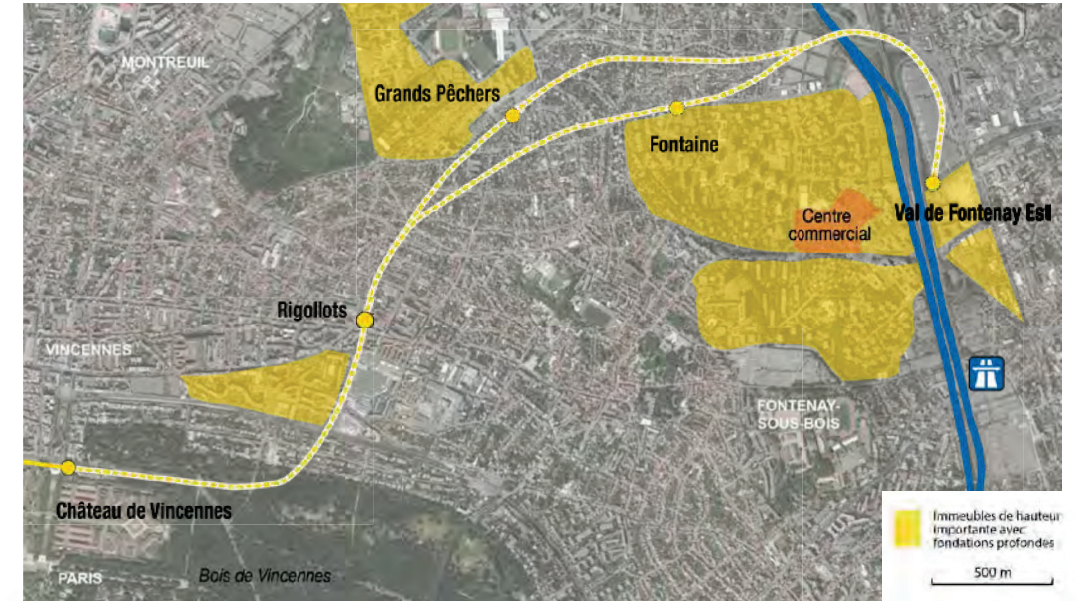 MONTREUIL
Grands Pêchers
Fontaine
Centre
commercial
Val de Fontenay Est
Rigollots
VINCENNES
FONTENAY-
SOUS-BOIS
Château de Vincennes
PARIS
Bois de Vincennes
Immeubles de hauteur
importante avec
fondations profondes
500 m